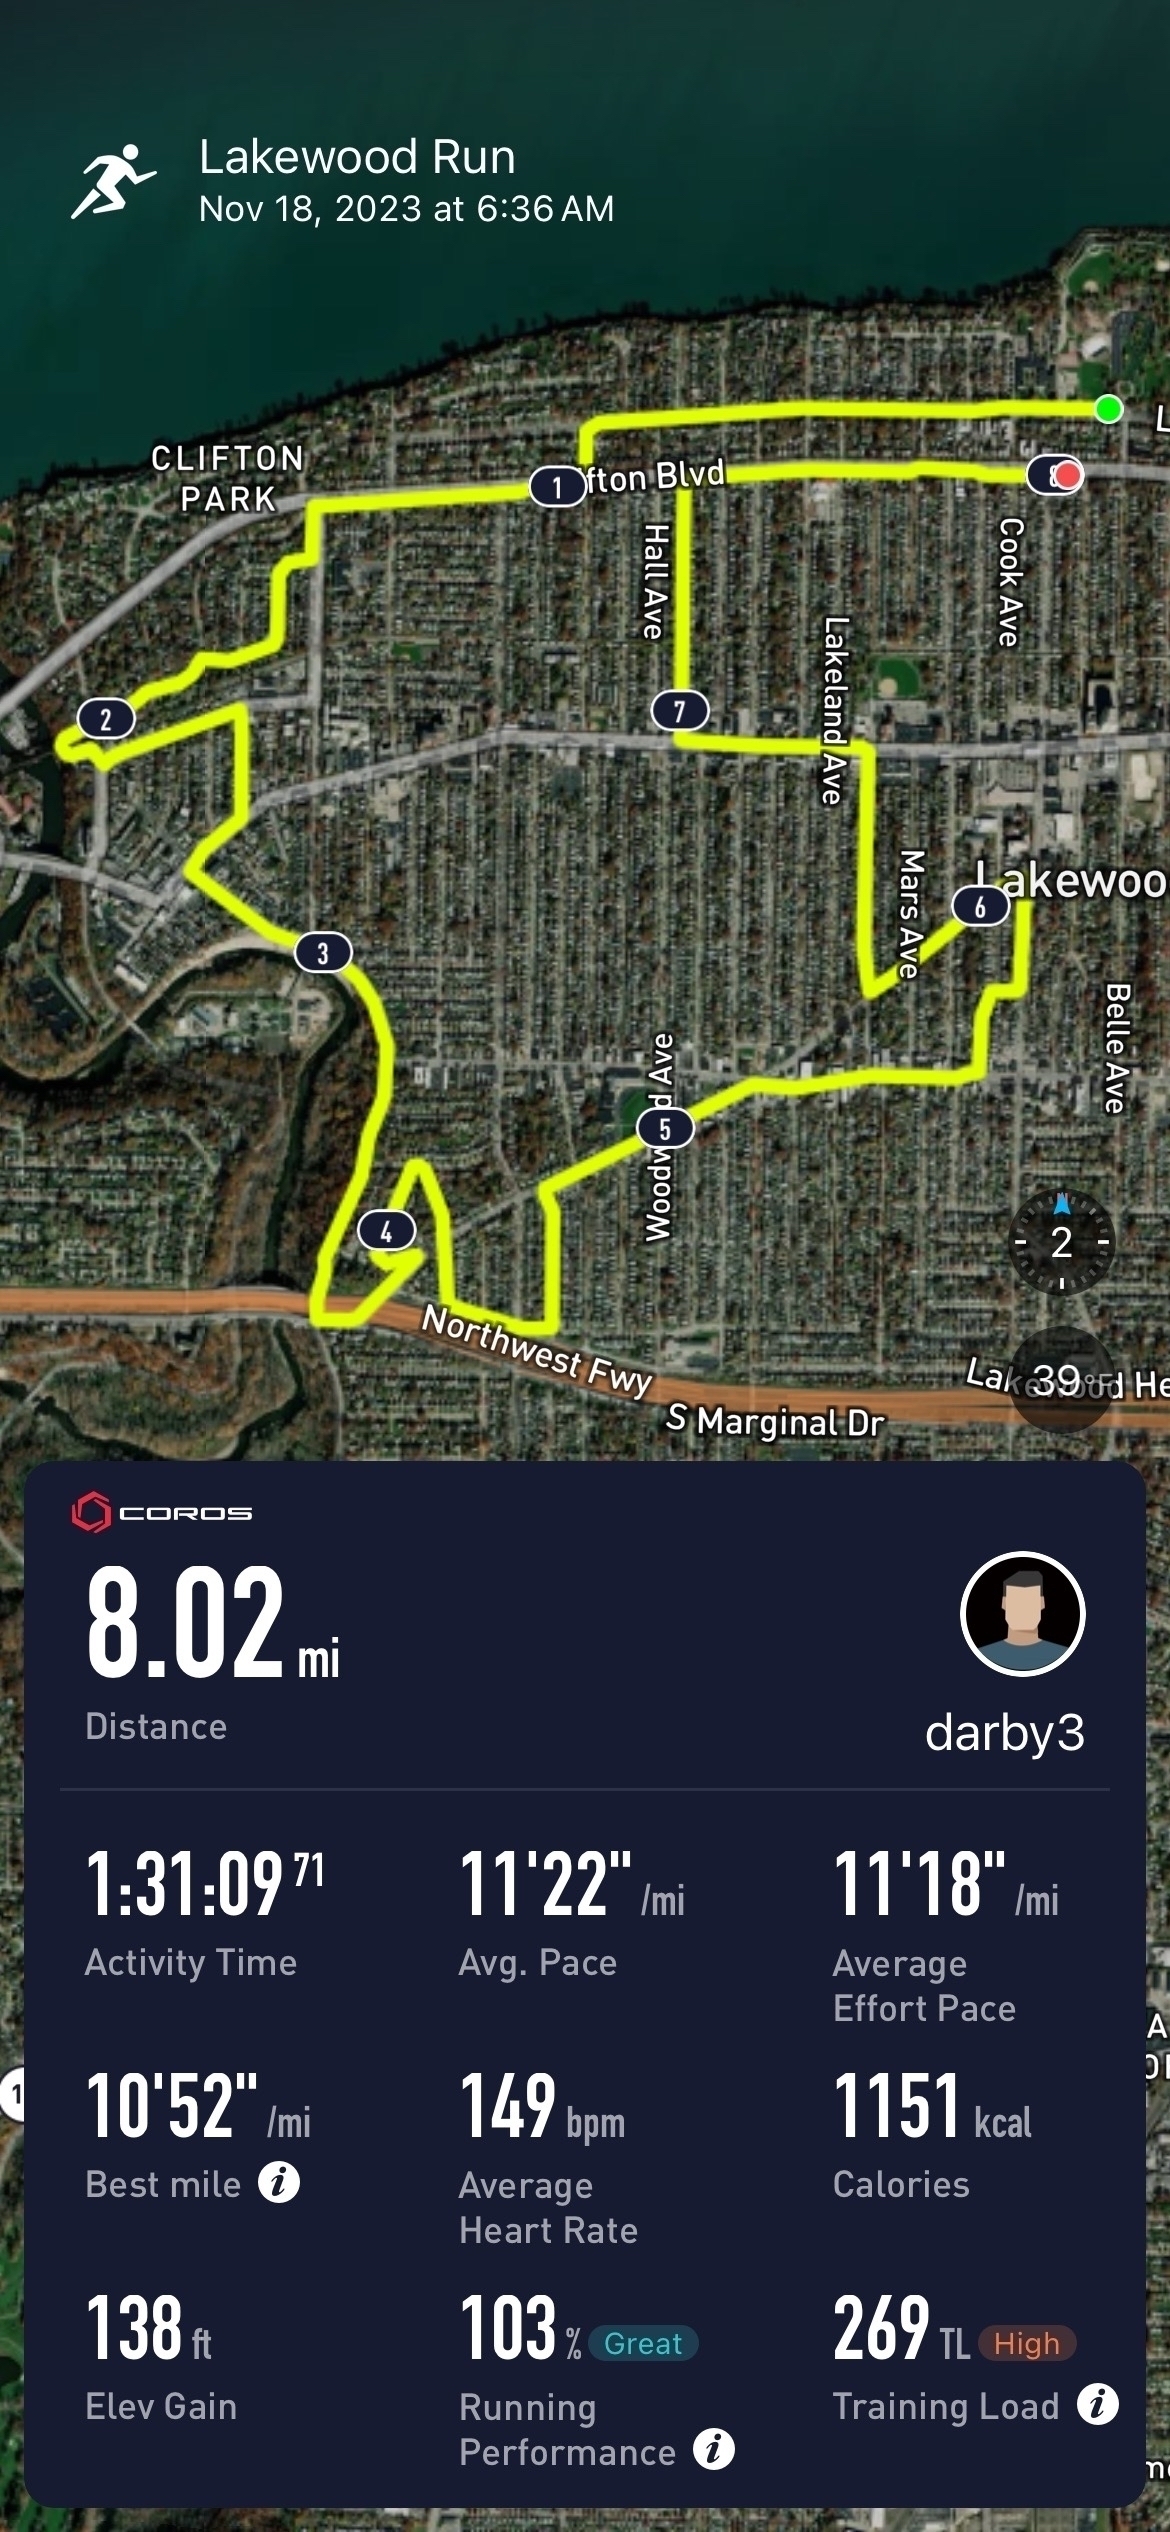 Lakewood Run
Nov 18, 2023 at 6:36 AM
CLIFTON
PARK
1
fton Blvd
8
Hall Ave
Cook Ave
Lakeland Ave
2
7
Mars Ave
Lakewoo
6
3
Belle Ave
Woodward Ave
5
4
2
Northwest Fwy
39°F
Lakewood He
S Marginal Dr
COROS
8.02 mi
Distance
darby3
1:31:09 71
11'22" /mi
11'18" /mi
Activity Time
Avg. Pace
Average
Effort Pace
10'52" /mi
149 bpm
1151 kcal
Best mile i
Average
Heart Rate
Calories
138 ft
103 % Great
269 TL High
Elev Gain
Running
Performance i
Training Load i